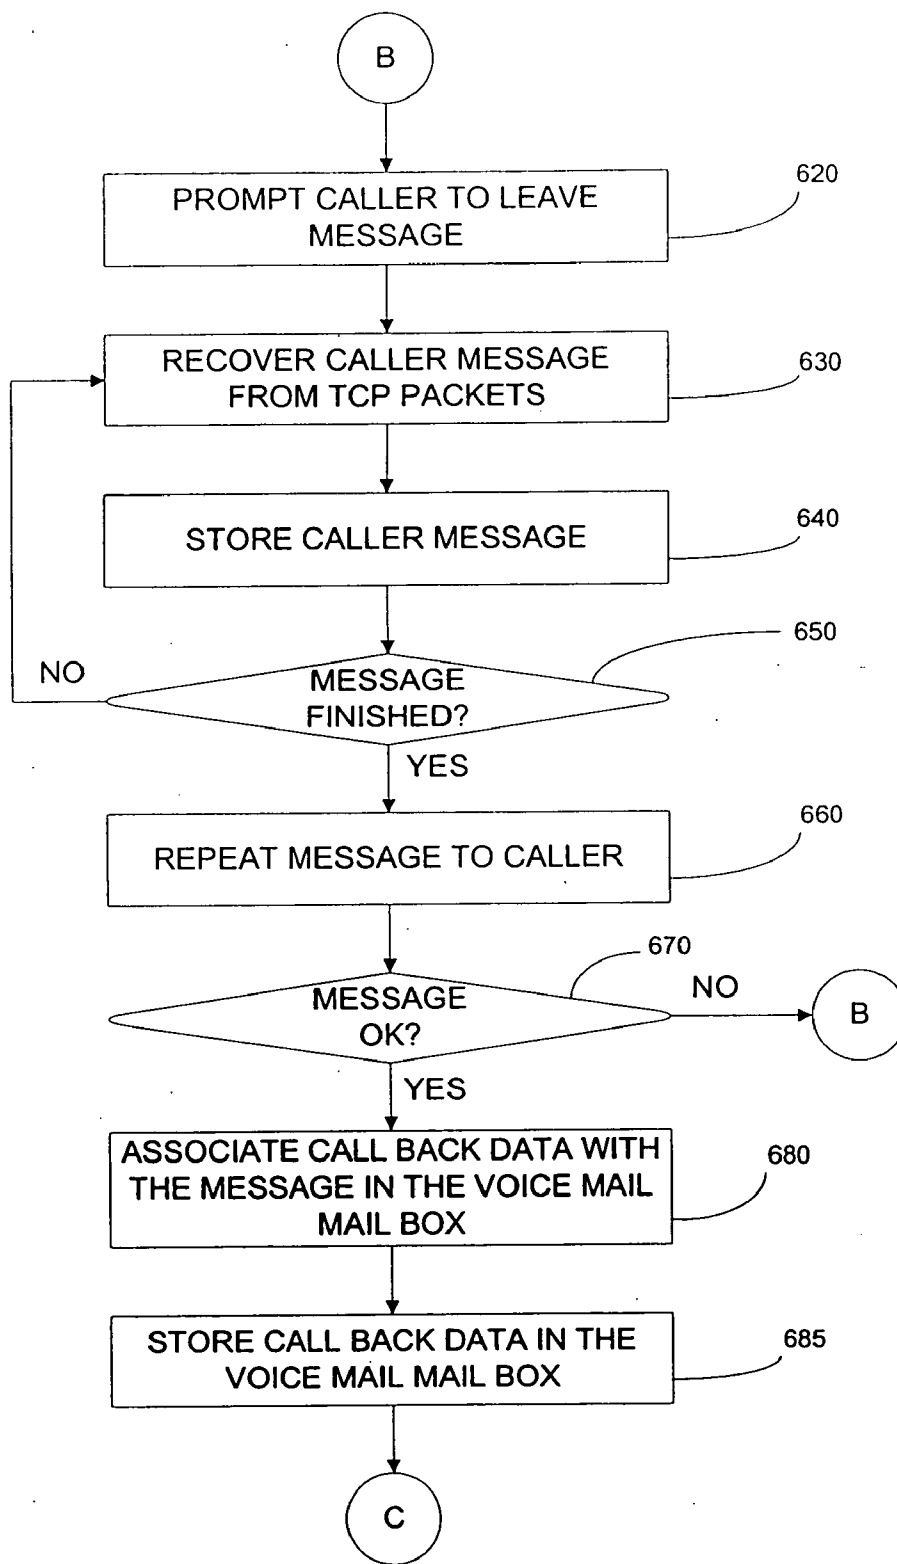 B
620
PROMPT CALLER TO LEAVE
MESSAGE
RECOVER CALLER MESSAGE
FROM TCP PACKETS
630
640
STORE CALLER MESSAGE
650
NO
MESSAGE
FINISHED?
YES
660
REPEAT MESSAGE TO CALLER
670
MESSAGE
OK?
NO
B
YES
ASSOCIATE CALL BACK DATA WITH
THE MESSAGE IN THE VOICE MAIL
MAIL BOX
680
STORE CALL BACK DATA IN THE
VOICE MAIL MAIL BOX
685
C